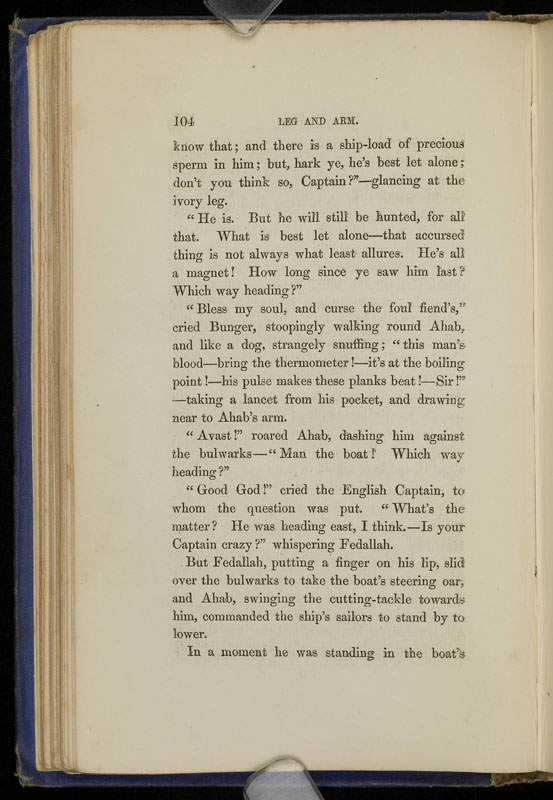 104 LEG AND ARM.
know that; and there is a ship-load of precious
sperm in him; but, hark ye, he's best let alone;
don't you think so, Captain?”—glancing at the
ivory leg.
“He is. But he will still be hunted, for all
that. What is best let alone—that accursed
thing is not always what least allures. He's all
a magnet! How long since ye saw him last?
Which way heading?”
“Bless my soul, and curse the foul fiend's,”
cried Bunger, stoopingly walking round Ahab,
and like a dog, strangely snuffing; “this man's
blood—bring the thermometer!—it's at the boiling
point!—his pulse makes these planks beat!—Sir!”
—taking a lancet from his pocket, and drawing
near to Ahab's arm.
“Avast!” roared Ahab, dashing him against
the bulwarks—“Man the boat! Which way
heading?”
“Good God!” cried the English Captain, to
whom the question was put. “What's the
matter? He was heading east, I think.—Is your
Captain crazy?” whispering Fedallah.
But Fedallah, putting a finger on his lip, slid
over the bulwarks to take the boat's steering oar,
and Ahab, swinging the cutting-tackle towards
him, commanded the ship's sailors to stand by to
lower.
In a moment he was standing in the boat's